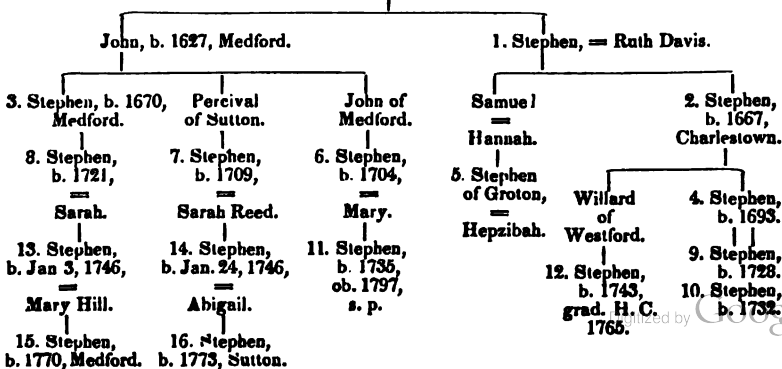 John, b. 1627, Medford.
1. Stephen, = Ruth Davis.
3. Stephen, b. 1670,
Medford.
Percival
of Sutton.
John of
Medford.
Samuel
=
Hannah.
2. Stephen,
b. 1667,
Charlestown.
8. Stephen,
b. 1721,
=
Sarah.
7. Stephen,
b. 1709,
=
Sarah Reed.
6. Stephen,
b. 1704,
=
Mary.
5. Stephen
of Groton,
=
Hepzibah.
Willard
of
Westford.
4. Stephen,
b. 1693.
13. Stephen,
b. Jan 3, 1746,
=
Mary Hill.
14. Stephen,
b. Jan. 24, 1746,
=
Abigail.
11. Stephen,
b. 1735,
ob. 1797,
s. p.
12. Stephen,
b. 1743,
grad. H. C.
1765.
9. Stephen,
b. 1728.
10. Stephen,
b. 1732.
15. Stephen,
b. 1770, Medford.
16. Stephen,
b. 1773, Sutton.
Digitized by Goog